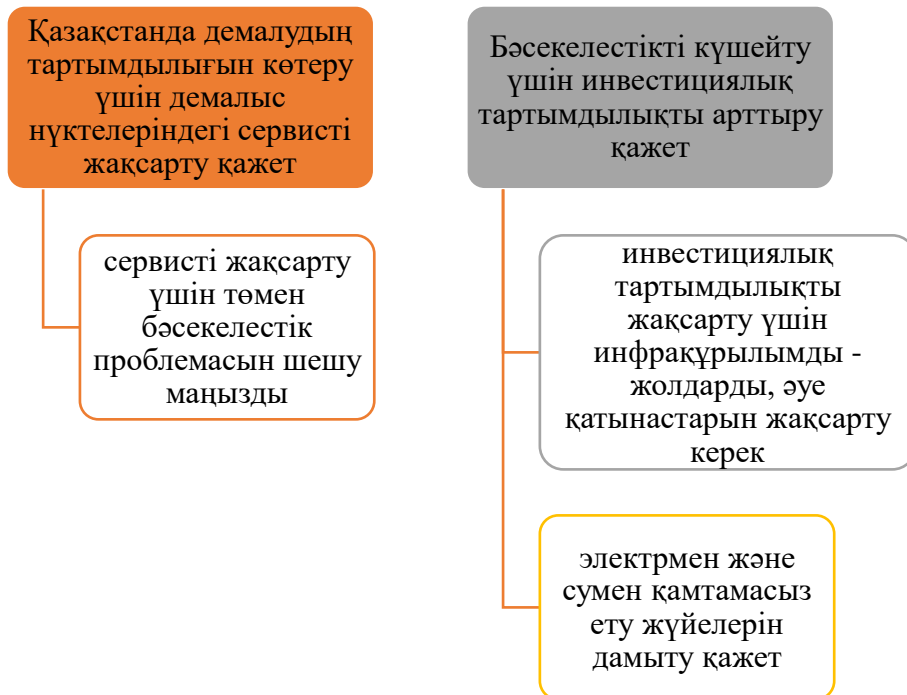 Қазақстанда демалудың
тартымдылығын көтеру
үшін демалыс
нүктелеріндегі сервисті
жақсарту қажет
сервисті жақсарту
үшін төмен
бәсекелестік
проблемасын шешу
маңызды
Бәсекелестікті күшейту
үшін инвестициялық
тартымдылықты арттыру
қажет
инвестициялық
тартымдылықты
жақсарту үшін
инфрақұрылымды -
жолдарды, әуе
қатынастарын жақсарту
керек
электрмен және
сумен қамтамасыз
ету жүйелерін
дамыту қажет